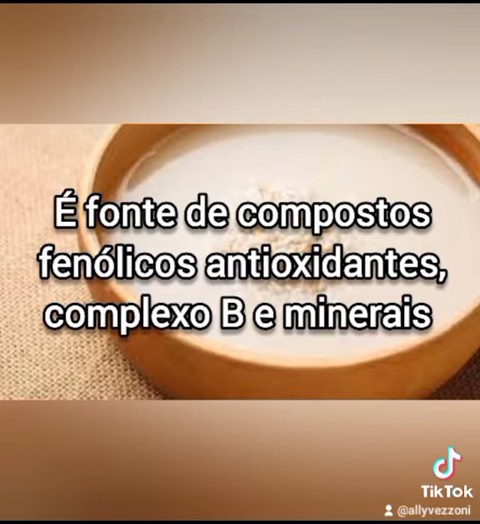 É fonte de compostos
fenólicos antioxidantes,
complexo B e minerais
TikTok
@allyvezzoni